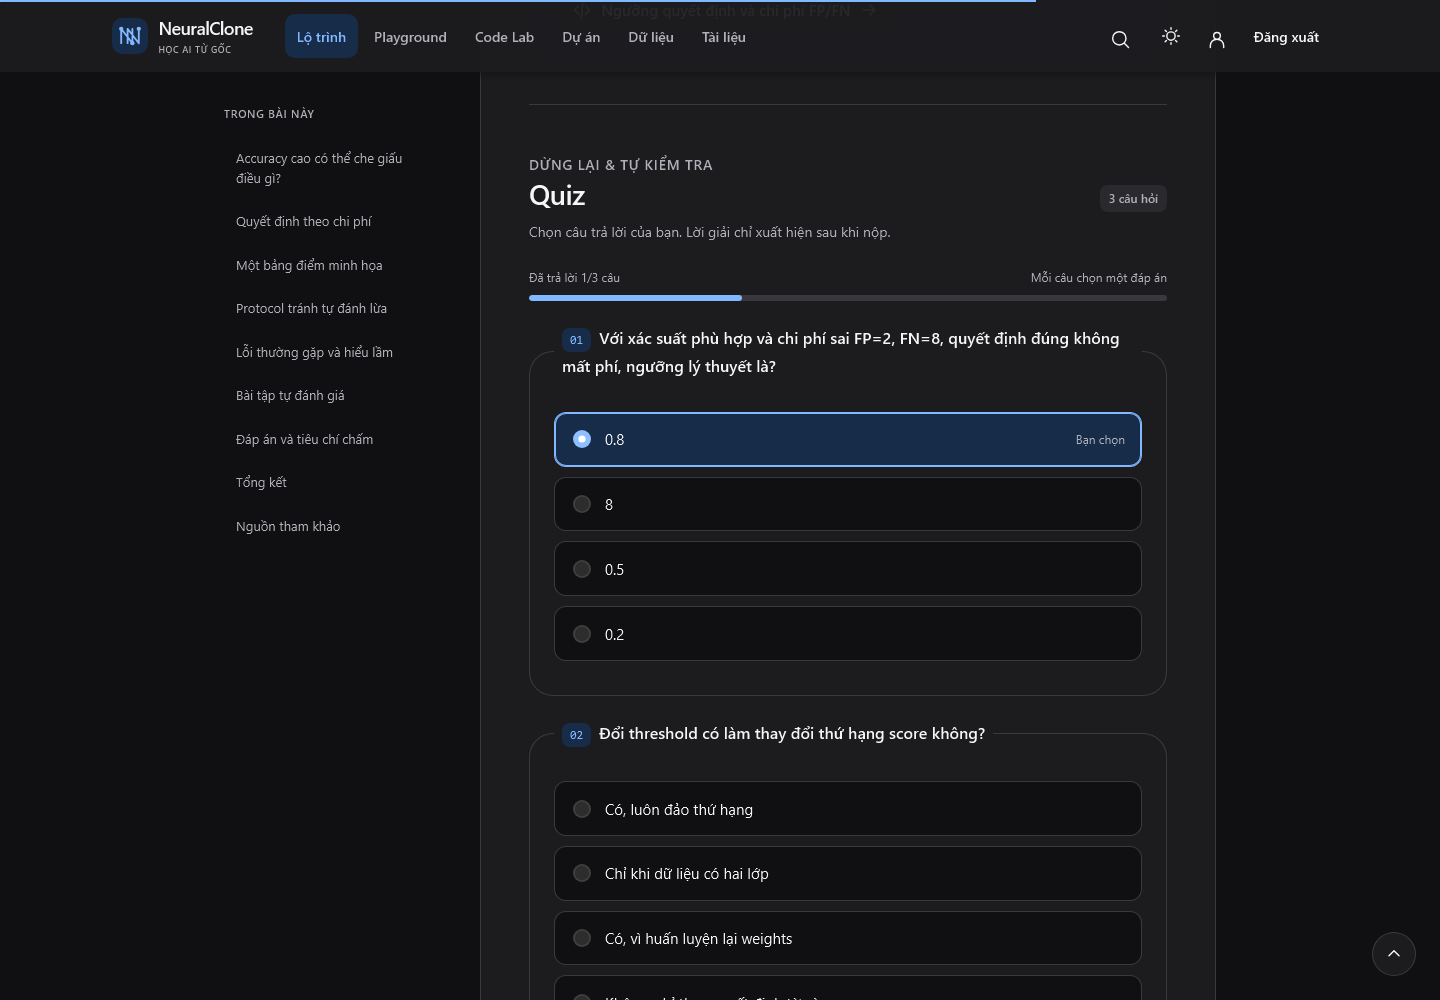 Ngưỡng quyết định và chi phí FP/FN →
NeuralClone
HỌC AI TỪ GỐC
Lộ trình
Playground
Code Lab
Dự án
Dữ liệu
Tài liệu
Đăng xuất
TRONG BÀI NÀY
Accuracy cao có thể che giấu
điều gì?
Quyết định theo chi phí
Một bảng điểm minh họa
Protocol tránh tự đánh lừa
Lỗi thường gặp và hiểu lầm
Bài tập tự đánh giá
Đáp án và tiêu chí chấm
Tổng kết
Nguồn tham khảo
DỪNG LẠI & TỰ KIỂM TRA
Quiz
3 câu hỏi
Chọn câu trả lời của bạn. Lời giải chỉ xuất hiện sau khi nộp.
Đã trả lời 1/3 câu
Mỗi câu chọn một đáp án
01 Với xác suất phù hợp và chi phí sai FP=2, FN=8, quyết định đúng không
mất phí, ngưỡng lý thuyết là?
0.8
Bạn chọn
8
0.5
0.2
02 Đổi threshold có làm thay đổi thứ hạng score không?
Có, luôn đảo thứ hạng
Chỉ khi dữ liệu có hai lớp
Có, vì huấn luyện lại weights